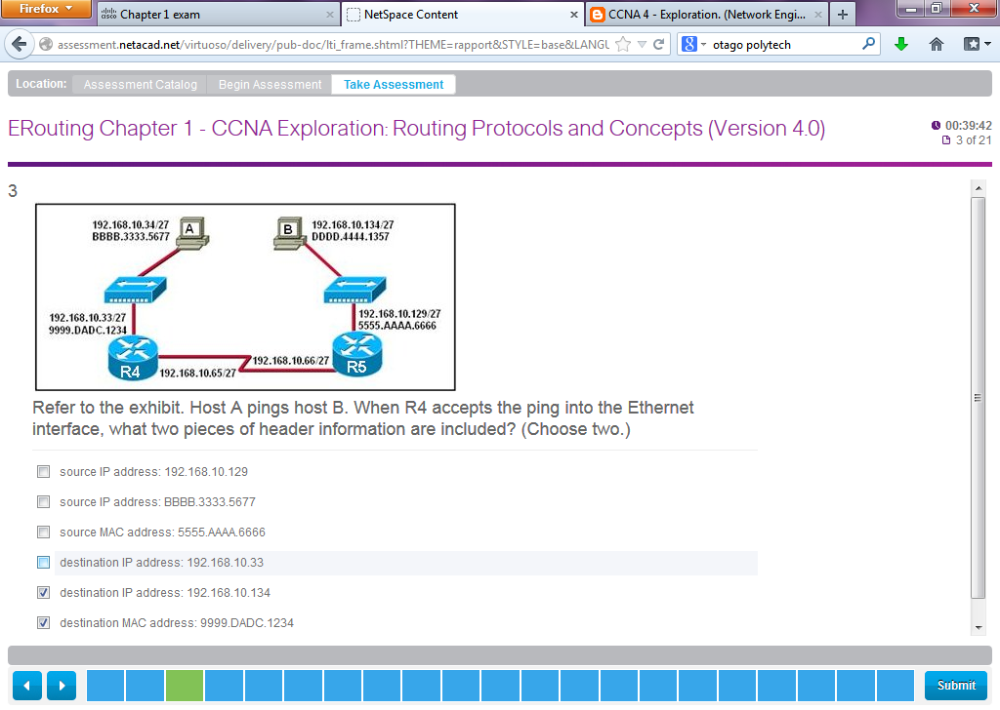 Firefox
Chapter 1 exam
NetSpace Content
CCNA 4 - Exploration. (Network Engi...
assessment.netacad.net/virtuoso/delivery/pub-doc/lti_frame.shtml?THEME=rapport&STYLE=base&LANGU
otago polytech
Location: Assessment Catalog Begin Assessment Take Assessment
ERouting Chapter 1 - CCNA Exploration: Routing Protocols and Concepts (Version 4.0)
00:39:42
3 of 21
3
192.168.10.34/27
BBBB.3333.5677
A
B
192.168.10.134/27
DDDD.4444.1357
192.168.10.33/27
9999.DADC.1234
192.168.10.129/27
5555.AAAA.6666
R4
192.168.10.65/27
192.168.10.66/27
R5
Refer to the exhibit. Host A pings host B. When R4 accepts the ping into the Ethernet
interface, what two pieces of header information are included? (Choose two.)
source IP address: 192.168.10.129
source IP address: BBBB.3333.5677
source MAC address: 5555.AAAA.6666
destination IP address: 192.168.10.33
destination IP address: 192.168.10.134
destination MAC address: 9999.DADC.1234
Submit